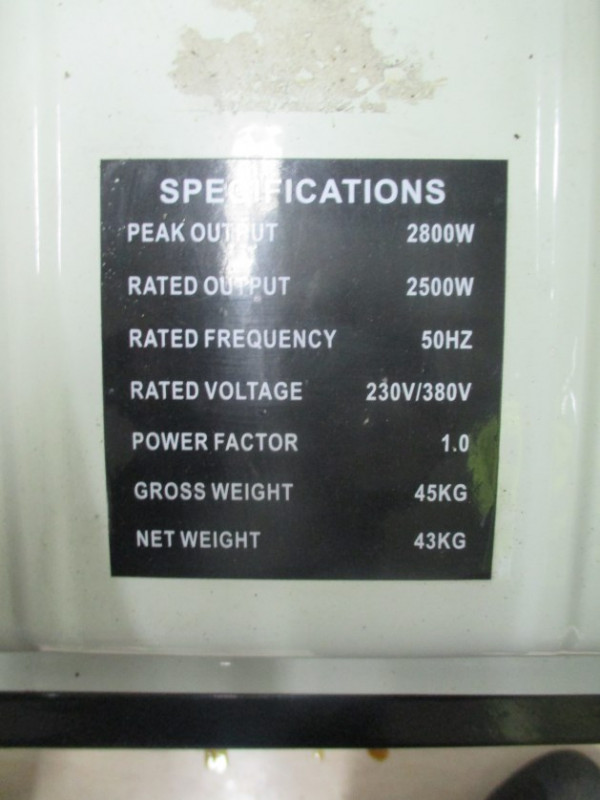 SPECIFICATIONS
PEAK OUTPUT 2800W
RATED OUTPUT 2500W
RATED FREQUENCY 50HZ
RATED VOLTAGE 230V/380V
POWER FACTOR 1.0
GROSS WEIGHT 45KG
NET WEIGHT 43KG